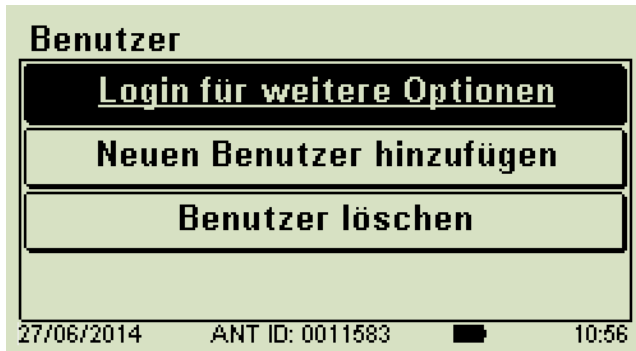 Benutzer
Login für weitere Optionen
Neuen Benutzer hinzufügen
Benutzer löschen
27/06/2014 ANT ID: 0011583 10:56